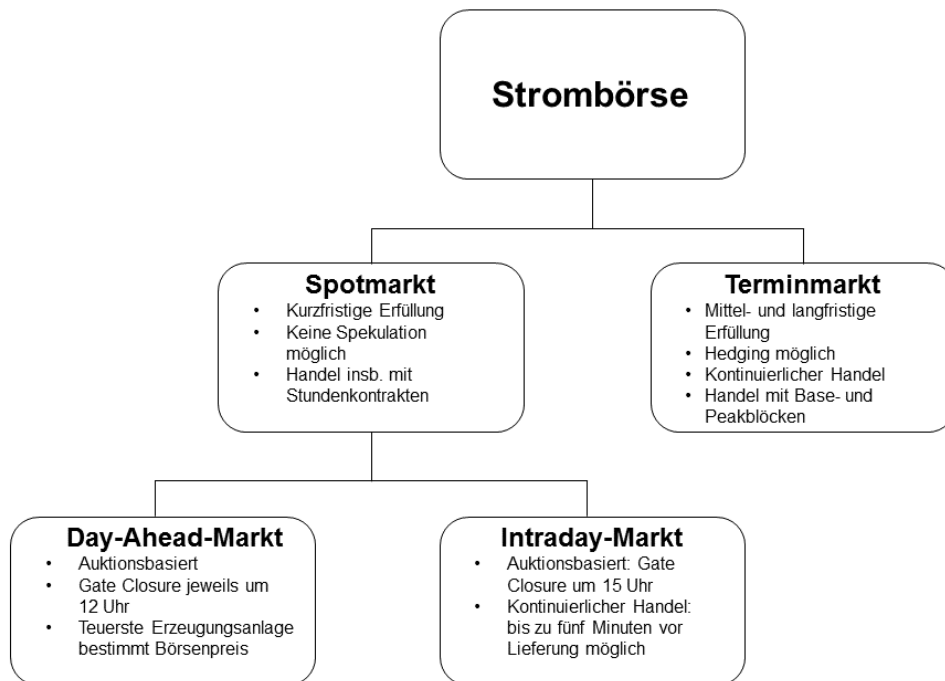 Strombörse
Spotmarkt
• Kurzfristige Erfüllung
• Keine Spekulation
möglich
• Handel insb. mit
Stundenkontrakten
Terminmarkt
• Mittel- und langfristige
Erfüllung
• Hedging möglich
• Kontinuierlicher Handel
• Handel mit Base- und
Peakblöcken
Day-Ahead-Markt
• Auktionsbasiert
• Gate Closure jeweils um
12 Uhr
• Teuerste Erzeugungsanlage
bestimmt Börsenpreis
Intraday-Markt
• Auktionsbasiert: Gate
Closure um 15 Uhr
• Kontinuierlicher Handel:
bis zu fünf Minuten vor
Lieferung möglich